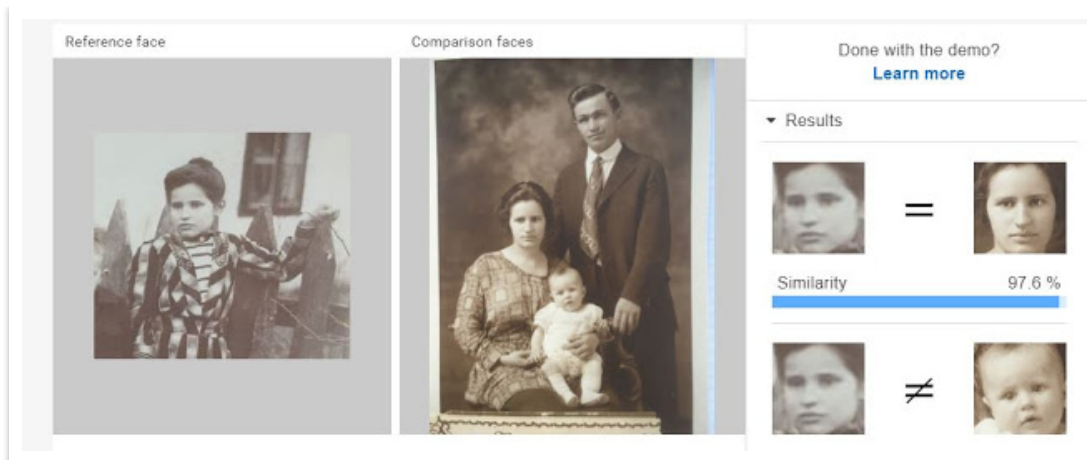 Reference face
Comparison faces
Done with the demo?
Learn more
Results
=
Similarity 97.6 %
≠